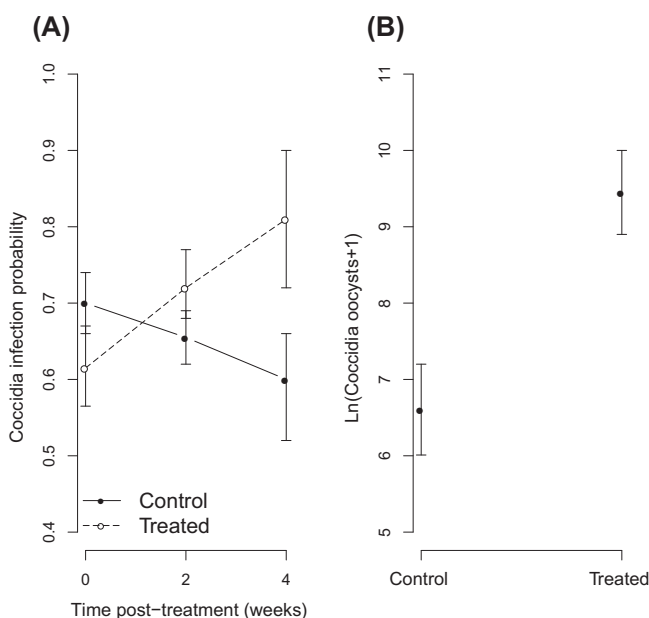 (A)
Coccidia infection probability
1.0
0.9
0.8
0.7
0.6
0.5
0.4
Control
Treated
0 2 4
Time post−treatment (weeks)
(B)
Ln(Coccidia oocysts+1)
11
10
9
8
7
6
5
Control Treated